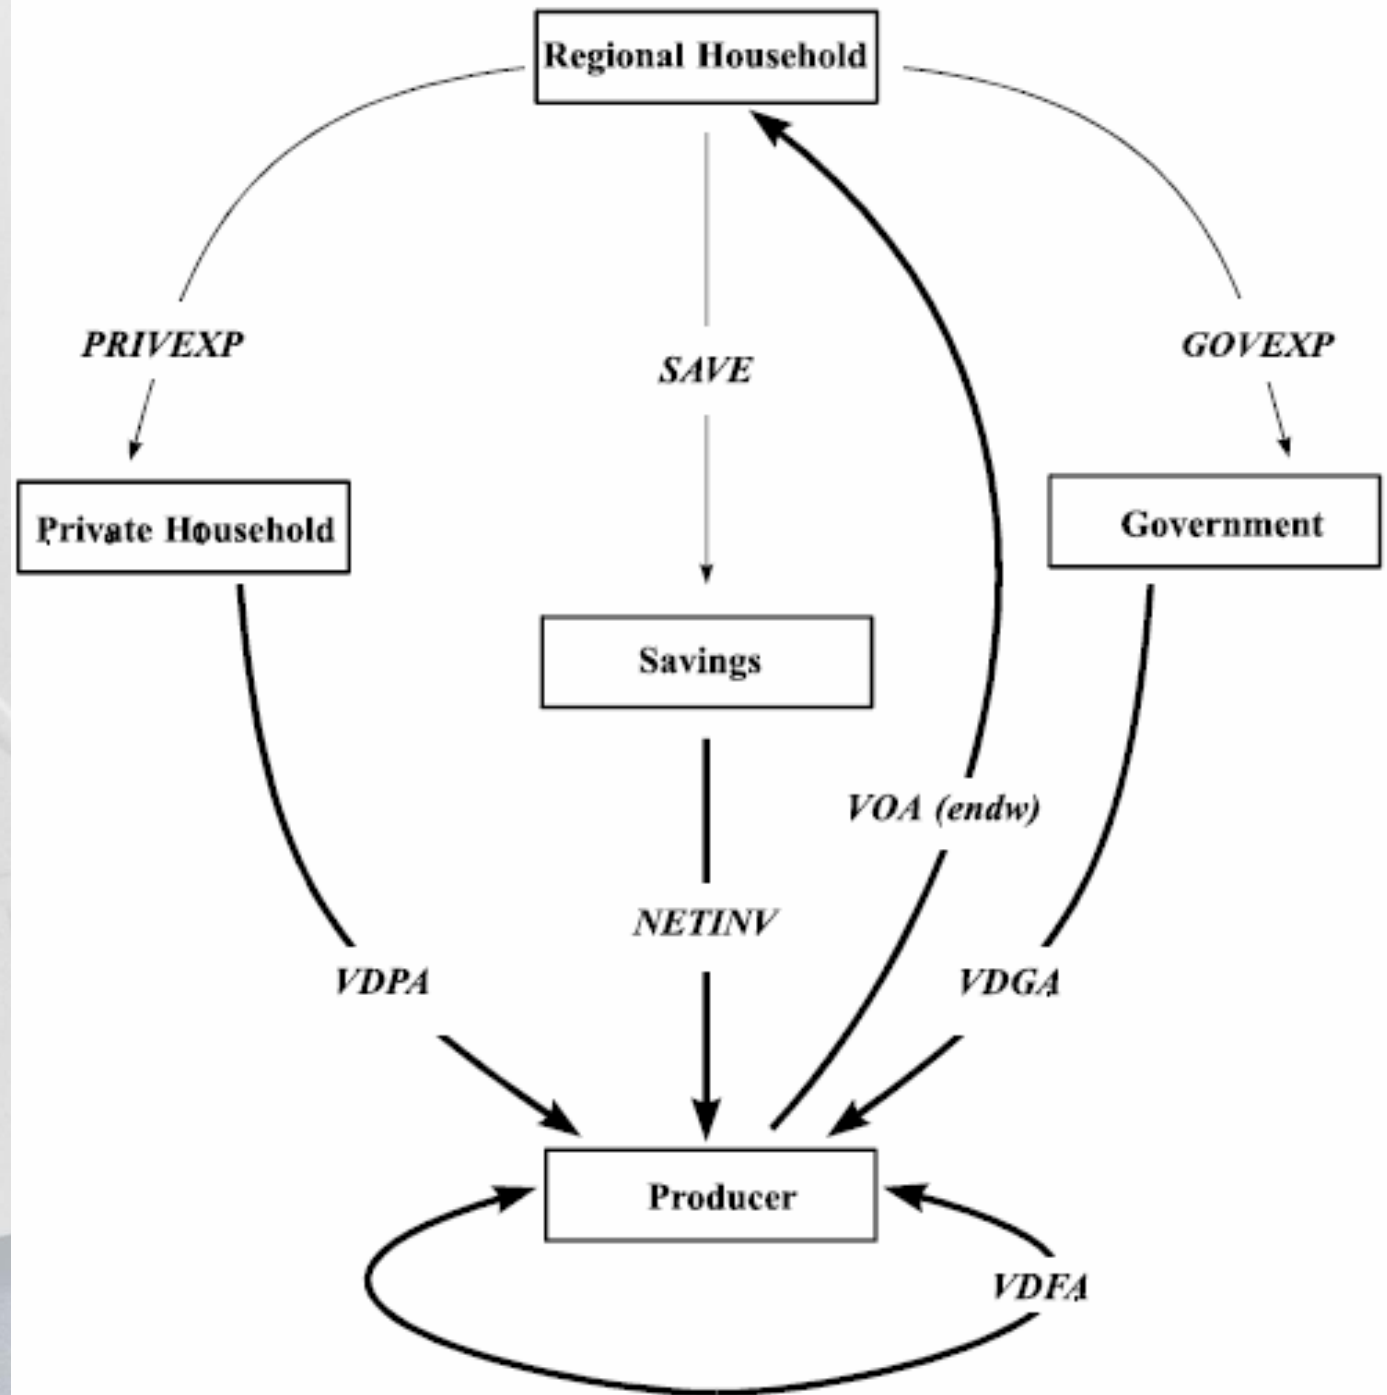 Regional Household
PRIVEXP
GOVEXP
SAVE
Private Household
Government
Savings
VOA (endw)
NETINV
VDPA
VDGA
Producer
VDFA